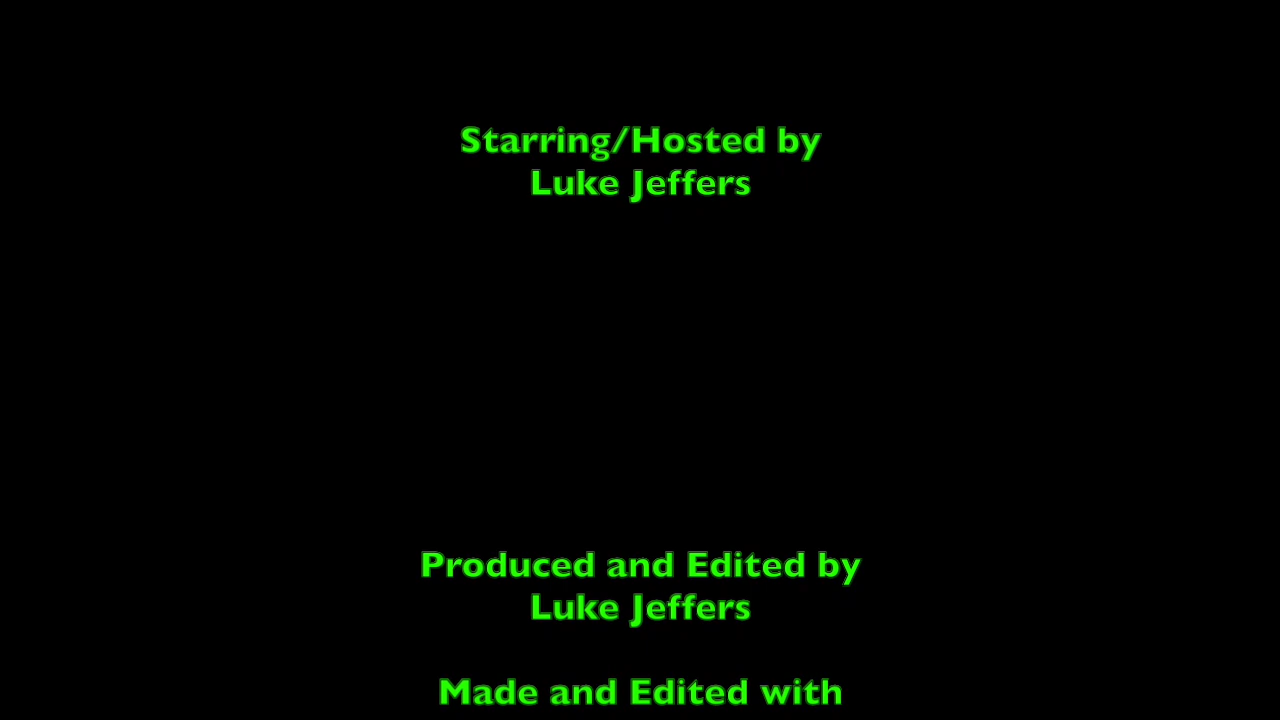 Starring/Hosted by
Luke Jeffers
Produced and Edited by
Luke Jeffers
Made and Edited with